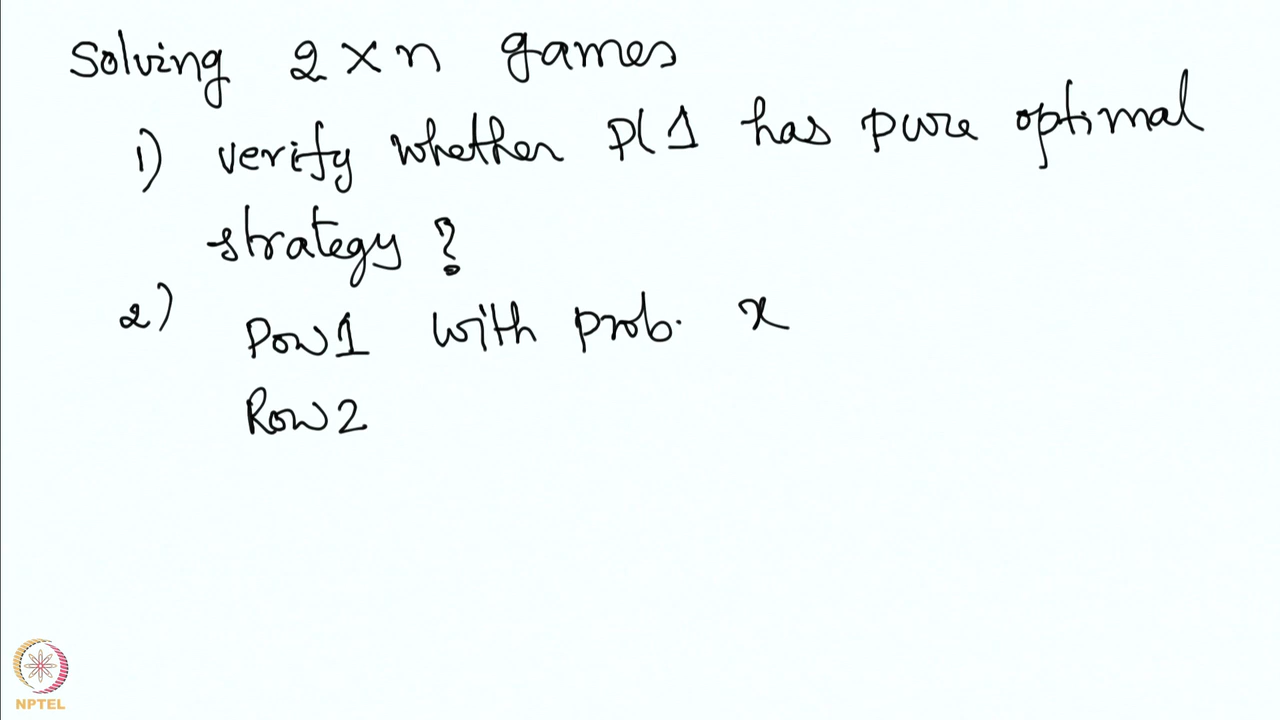 Solving 2 × n games
1) verify whether Pl 1 has pure optimal
strategy ?
2) Row 1 with prob. x
Row 2
NPTEL